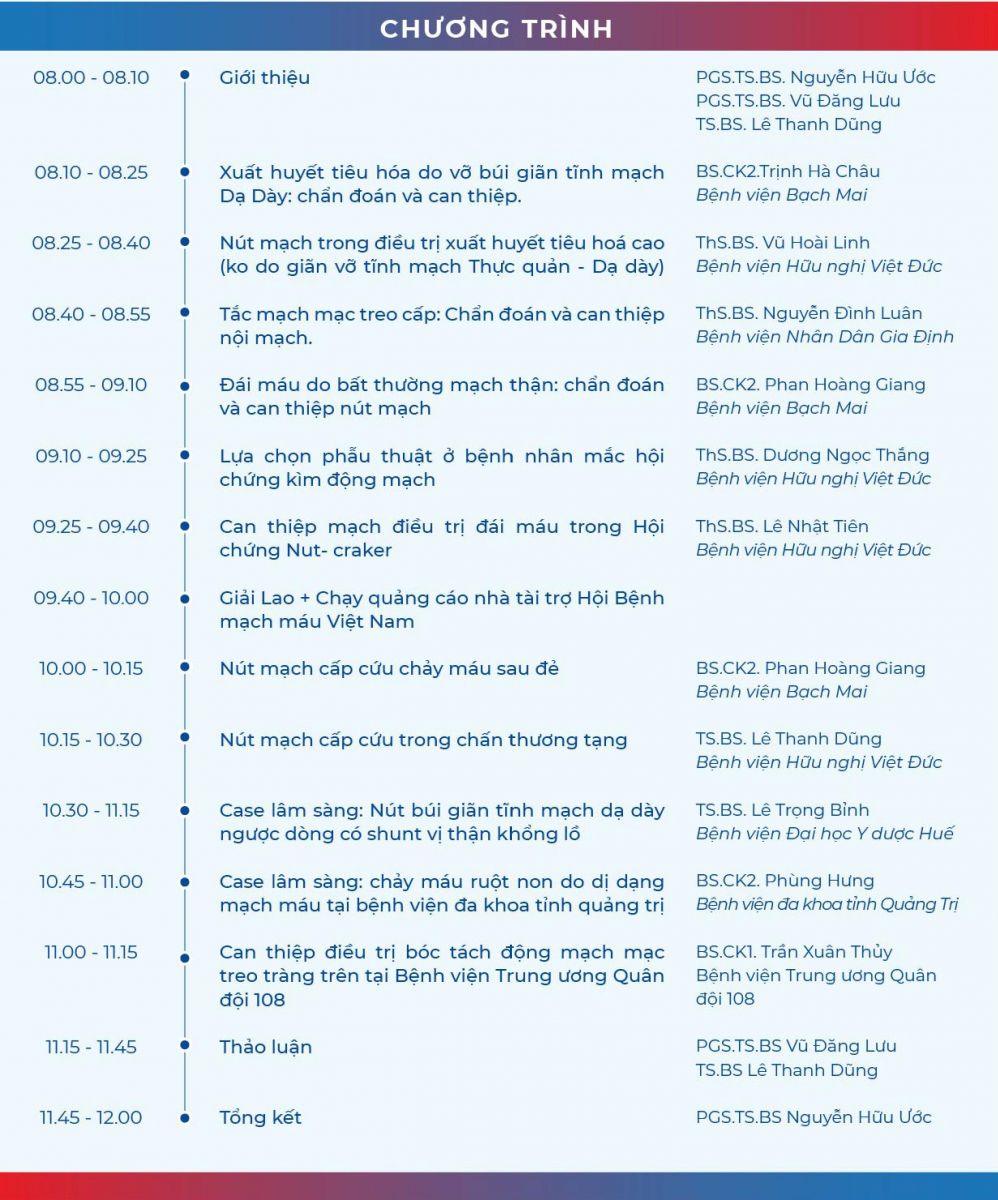 CHƯƠNG TRÌNH
08.00 - 08.10 Giới thiệu PGS.TS.BS. Nguyễn Hữu Ước
PGS.TS.BS. Vũ Đăng Lưu
TS.BS. Lê Thanh Dũng
08.10 - 08.25 Xuất huyết tiêu hóa do vỡ búi giãn tĩnh mạch BS.CK2.Trịnh Hà Châu
Dạ Dày: chẩn đoán và can thiệp. Bệnh viện Bạch Mai
08.25 - 08.40 Nút mạch trong điều trị xuất huyết tiêu hoá cao ThS.BS. Vũ Hoài Linh
(ko do giãn vỡ tĩnh mạch Thực quản - Dạ dày) Bệnh viện Hữu nghị Việt Đức
08.40 - 08.55 Tắc mạch mạc treo cấp: Chẩn đoán và can thiệp ThS.BS. Nguyễn Đình Luân
nội mạch. Bệnh viện Nhân Dân Gia Định
08.55 - 09.10 Đái máu do bất thường mạch thận: chẩn đoán BS.CK2. Phan Hoàng Giang
và can thiệp nút mạch Bệnh viện Bạch Mai
09.10 - 09.25 Lựa chọn phẫu thuật ở bệnh nhân mắc hội ThS.BS. Dương Ngọc Thắng
chứng kìm động mạch Bệnh viện Hữu nghị Việt Đức
09.25 - 09.40 Can thiệp mạch điều trị đái máu trong Hội ThS.BS. Lê Nhật Tiên
chứng Nut- craker Bệnh viện Hữu nghị Việt Đức
09.40 - 10.00 Giải Lao + Chạy quảng cáo nhà tài trợ Hội Bệnh
mạch máu Việt Nam
10.00 - 10.15 Nút mạch cấp cứu chảy máu sau đẻ BS.CK2. Phan Hoàng Giang
Bệnh viện Bạch Mai
10.15 - 10.30 Nút mạch cấp cứu trong chấn thương tạng TS.BS. Lê Thanh Dũng
Bệnh viện Hữu nghị Việt Đức
10.30 - 11.15 Case lâm sàng: Nút búi giãn tĩnh mạch dạ dày TS.BS. Lê Trọng Bỉnh
ngược dòng có shunt vị thận khổng lồ Bệnh viện Đại học Y dược Huế
10.45 - 11.00 Case lâm sàng: chảy máu ruột non do dị dạng BS.CK2. Phùng Hưng
mạch máu tại bệnh viện đa khoa tỉnh quảng trị Bệnh viện đa khoa tỉnh Quảng Trị
11.00 - 11.15 Can thiệp điều trị bóc tách động mạch mạc BS.CK1. Trần Xuân Thủy
treo tràng trên tại Bệnh viện Trung ương Quân Bệnh viện Trung ương Quân
đội 108 đội 108
11.15 - 11.45 Thảo luận PGS.TS.BS Vũ Đăng Lưu
TS.BS Lê Thanh Dũng
11.45 - 12.00 Tổng kết PGS.TS.BS Nguyễn Hữu Ước